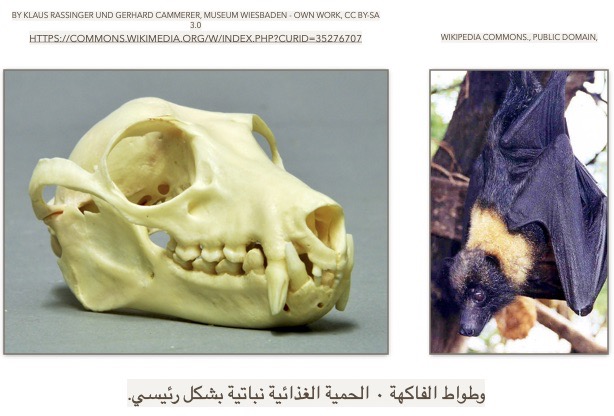 BY KLAUS RASSINGER UND GERHARD CAMMERER, MUSEUM WIESBADEN - OWN WORK, CC BY-SA
3.0
HTTPS://COMMONS.WIKIMEDIA.ORG/W/INDEX.PHP?CURID=35276707
WIKIPEDIA COMMONS., PUBLIC DOMAIN,
وطواط الفاكهة • الحمية الغذائية نباتية بشكل رئيسي.